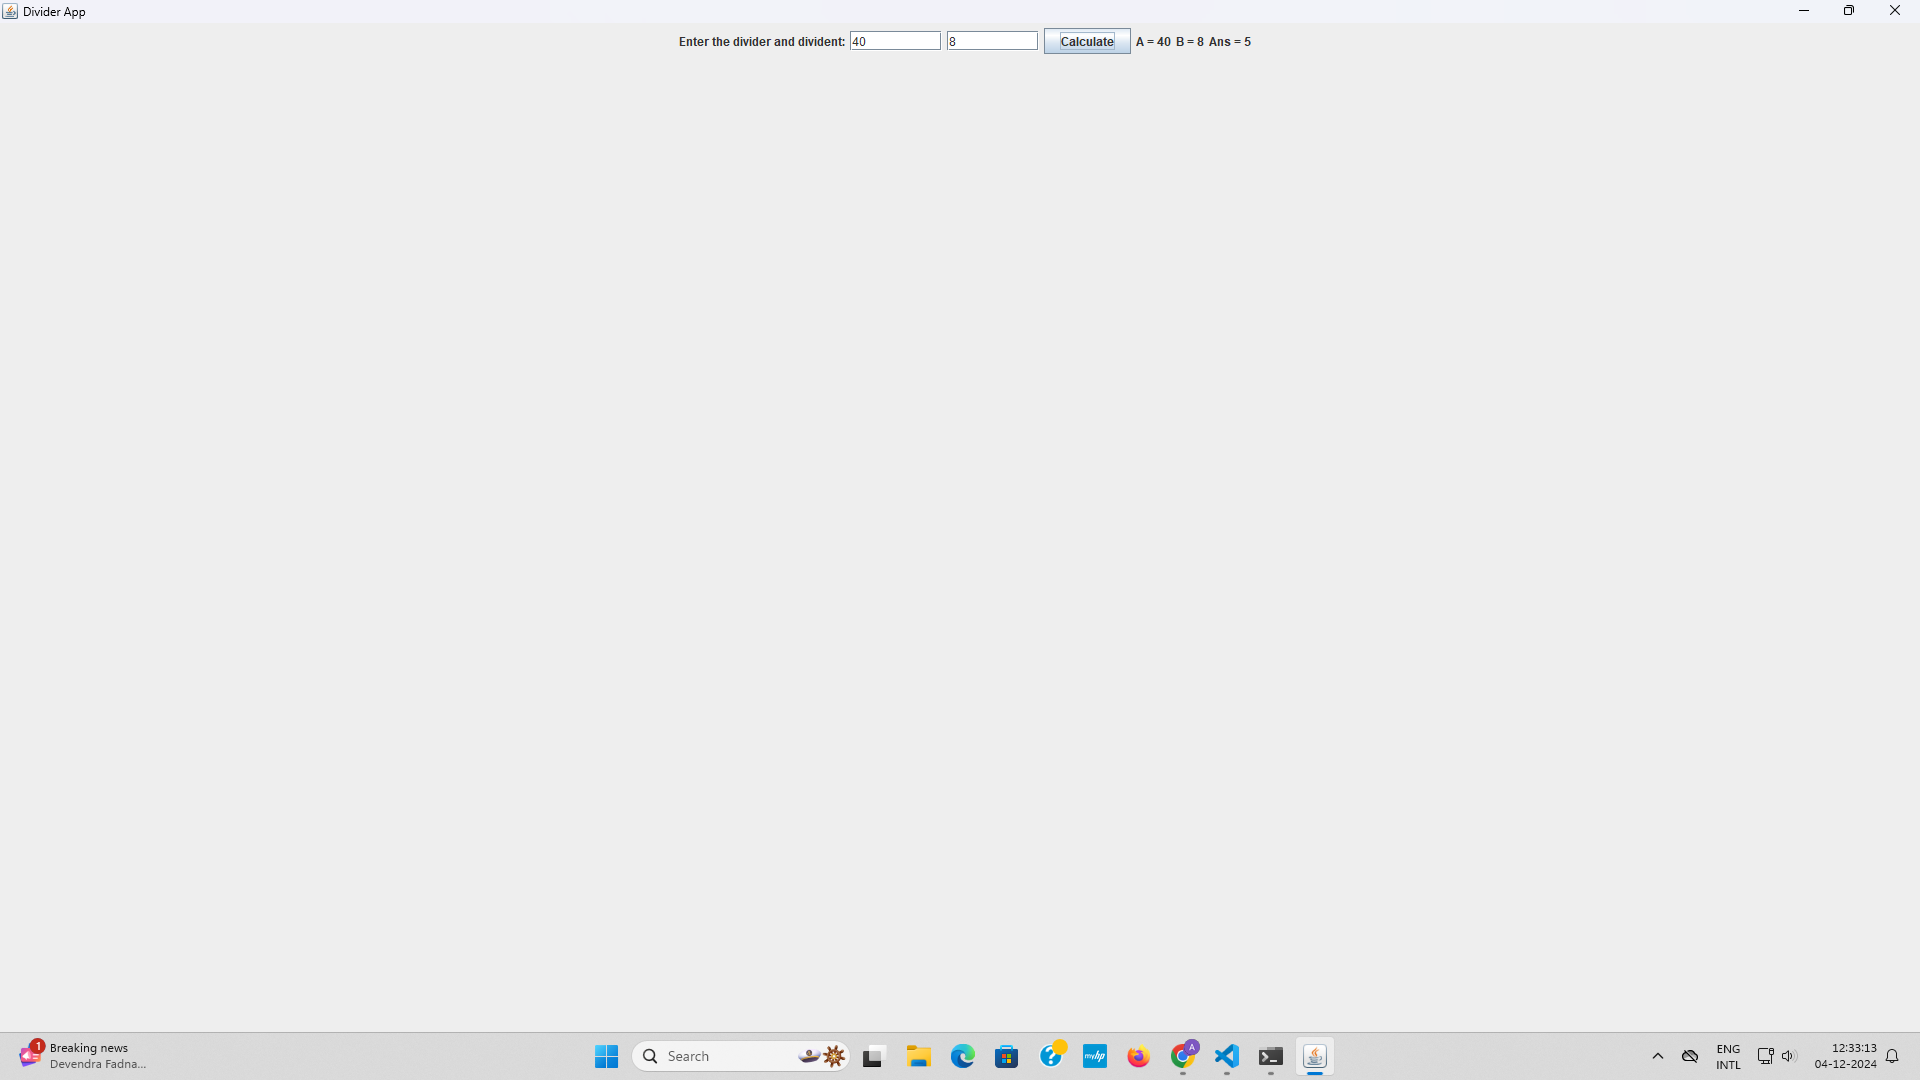 Divider App
Enter the divider and divident: 40 8 Calculate A = 40 B = 8 Ans = 5
1 Breaking news
Devendra Fadna...
Search
myhp
A
ENG
INTL
12:33:13
04-12-2024